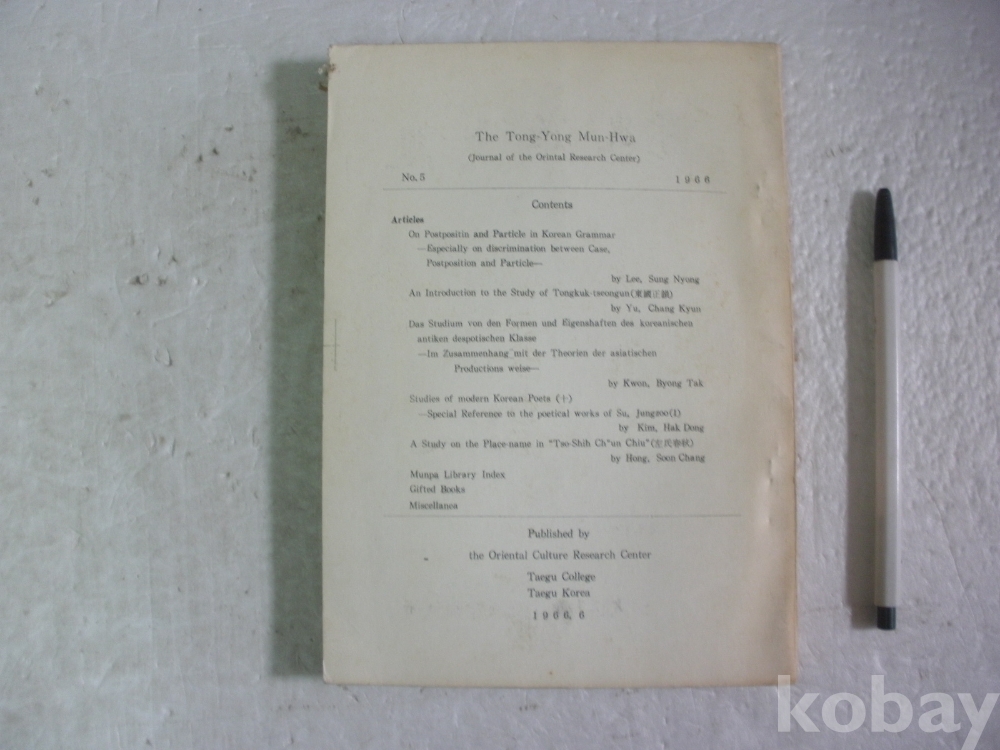 The Tong-Yong Mun-Hwa
(Journal of the Orintal Research Center)
No. 5 1966
Contents
Articles
On Postpositin and Particle in Korean Grammar
—Especially on discrimination between Case,
Postposition and Particle—
by Lee, Sung Nyong
An Introduction to the Study of Tongkuk-tseongun(東國正韻)
by Yu, Chang Kyun
Das Studium von den Formen und Eigenshaften des koreanischen
antiken despotischen Klasse
—Im Zusammenhang mit der Theorien der asiatischen
Productions weise—
by Kwon, Byong Tak
Studies of modern Korean Poets (十)
—Special Reference to the poetical works of Su, Jungzoo(I)
by Kim, Hak Dong
A Study on the Place-name in "Tso-Shih Ch"un Chiu"(左氏春秋)
by Hong, Soon Chang
Munpa Library Index
Gifted Books
Miscellanea
Published by
the Oriental Culture Research Center
Taegu College
Taegu Korea
1966. 6
kobay